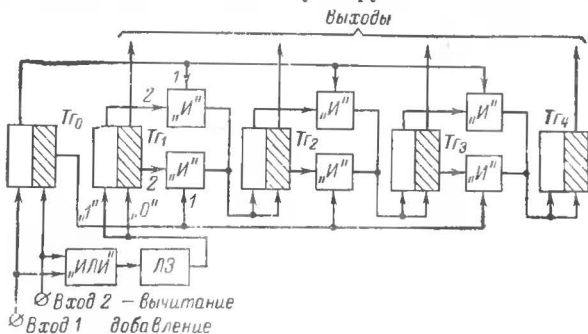 выходы
1
Tг₀ 2 „И" „И" „И"
Tг₁ Tг₂ Tг₃ Tг₄
2 „И" „И" „И"
„1" „0" 1
„ИЛИ" ЛЗ
Вход 2 – вычитание
Вход 1 добавление